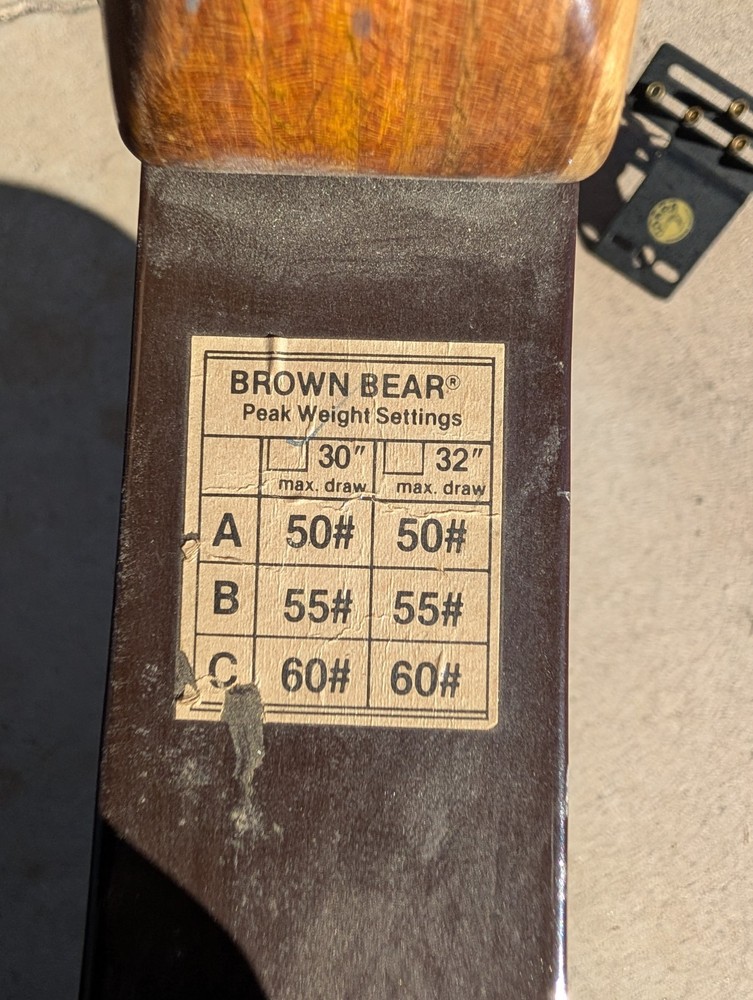 BROWN BEAR®
Peak Weight Settings
30" 32"
max. draw max. draw
A 50# 50#
B 55# 55#
C 60# 60#